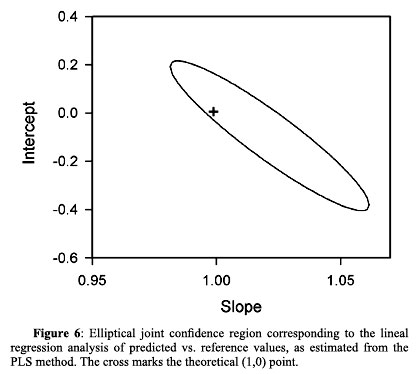 0.4
0.2
0.0
-0.2
-0.4
-0.6
Intercept
0.95
1.00
1.05
Slope
Figure 6: Elliptical joint confidence region corresponding to the lineal
regression analysis of predicted vs. reference values, as estimated from the
PLS method. The cross marks the theoretical (1,0) point.